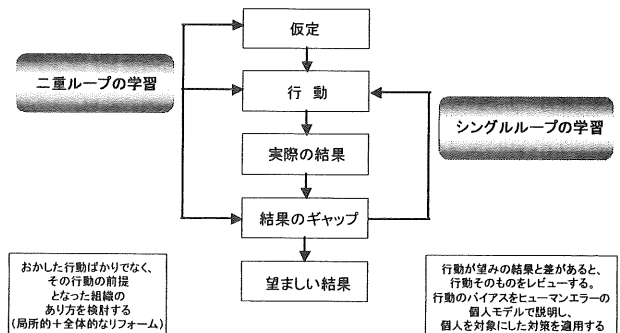 仮定
二重ループの学習
行 動
シングルループの学習
実際の結果
結果のギャップ
望ましい結果
おかした行動ばかりでなく、
その行動の前提
となった組織の
あり方を検討する
(局所的+全体的なリフォーム)
行動が望みの結果と差があると、
行動そのものをレビューする。
行動のバイアスをヒューマンエラーの
個人モデルで説明し、
個人を対象にした対策を適用する